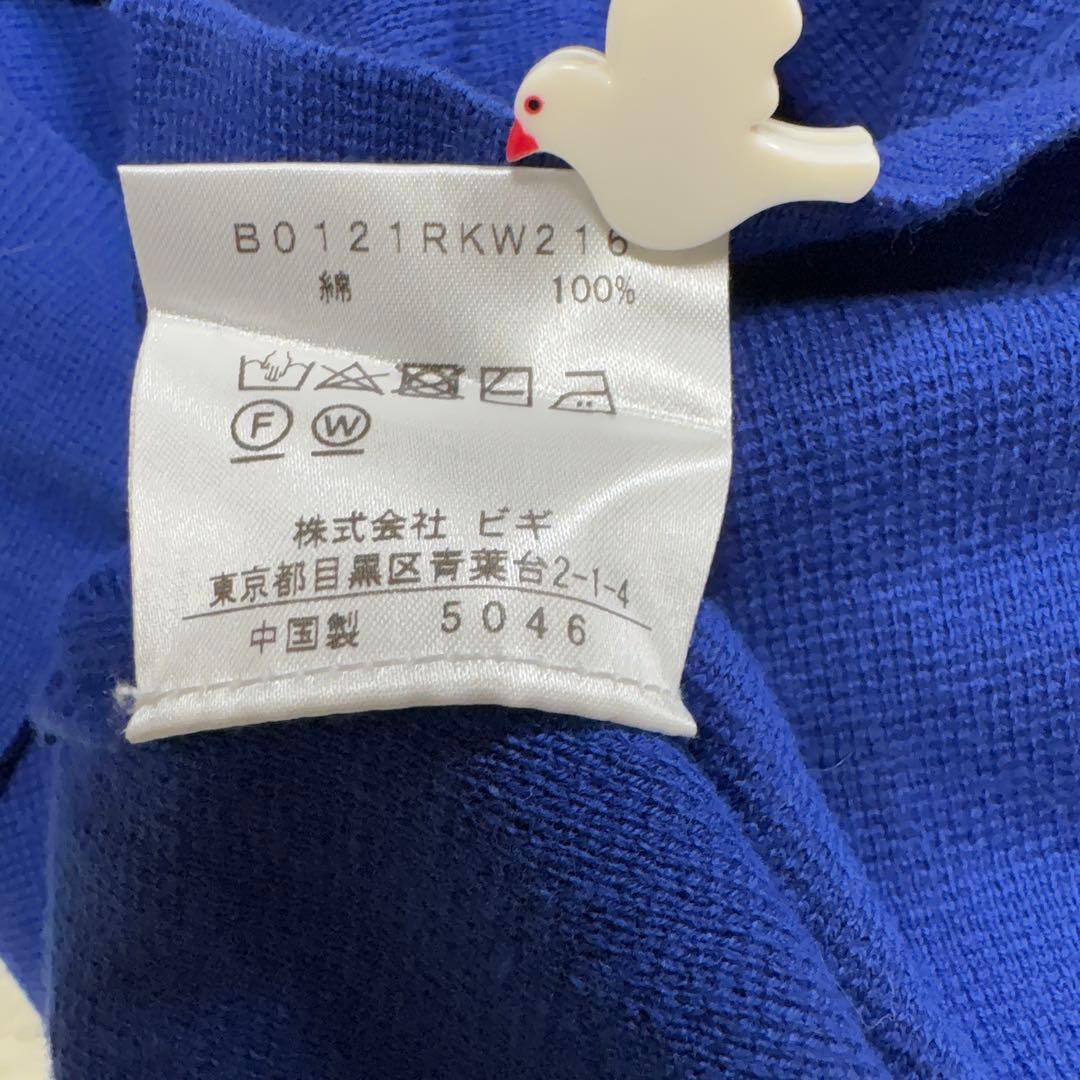 B0121RKW216
綿 100%
F W
株式会社 ビギ
東京都目黒区青葉台2-1-4
中国製 5046